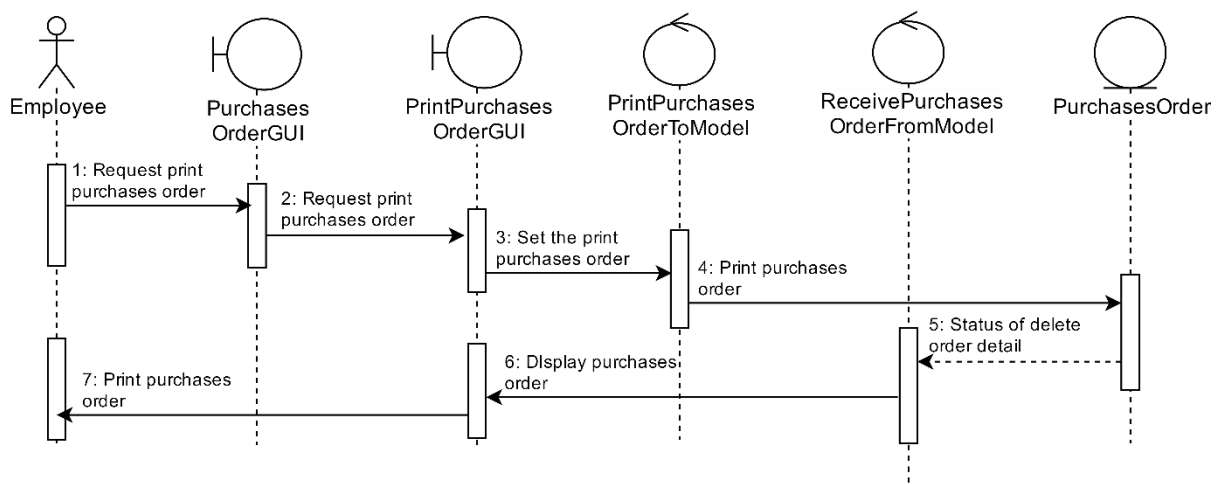 Employee
Purchases
OrderGUI
PrintPurchases
OrderGUI
PrintPurchases
OrderToModel
ReceivePurchases
OrderFromModel
PurchasesOrder
1: Request print
purchases order
2: Request print
purchases order
3: Set the print
purchases order
4: Print purchases
order
5: Status of delete
order detail
6: DIsplay purchases
order
7: Print purchases
order